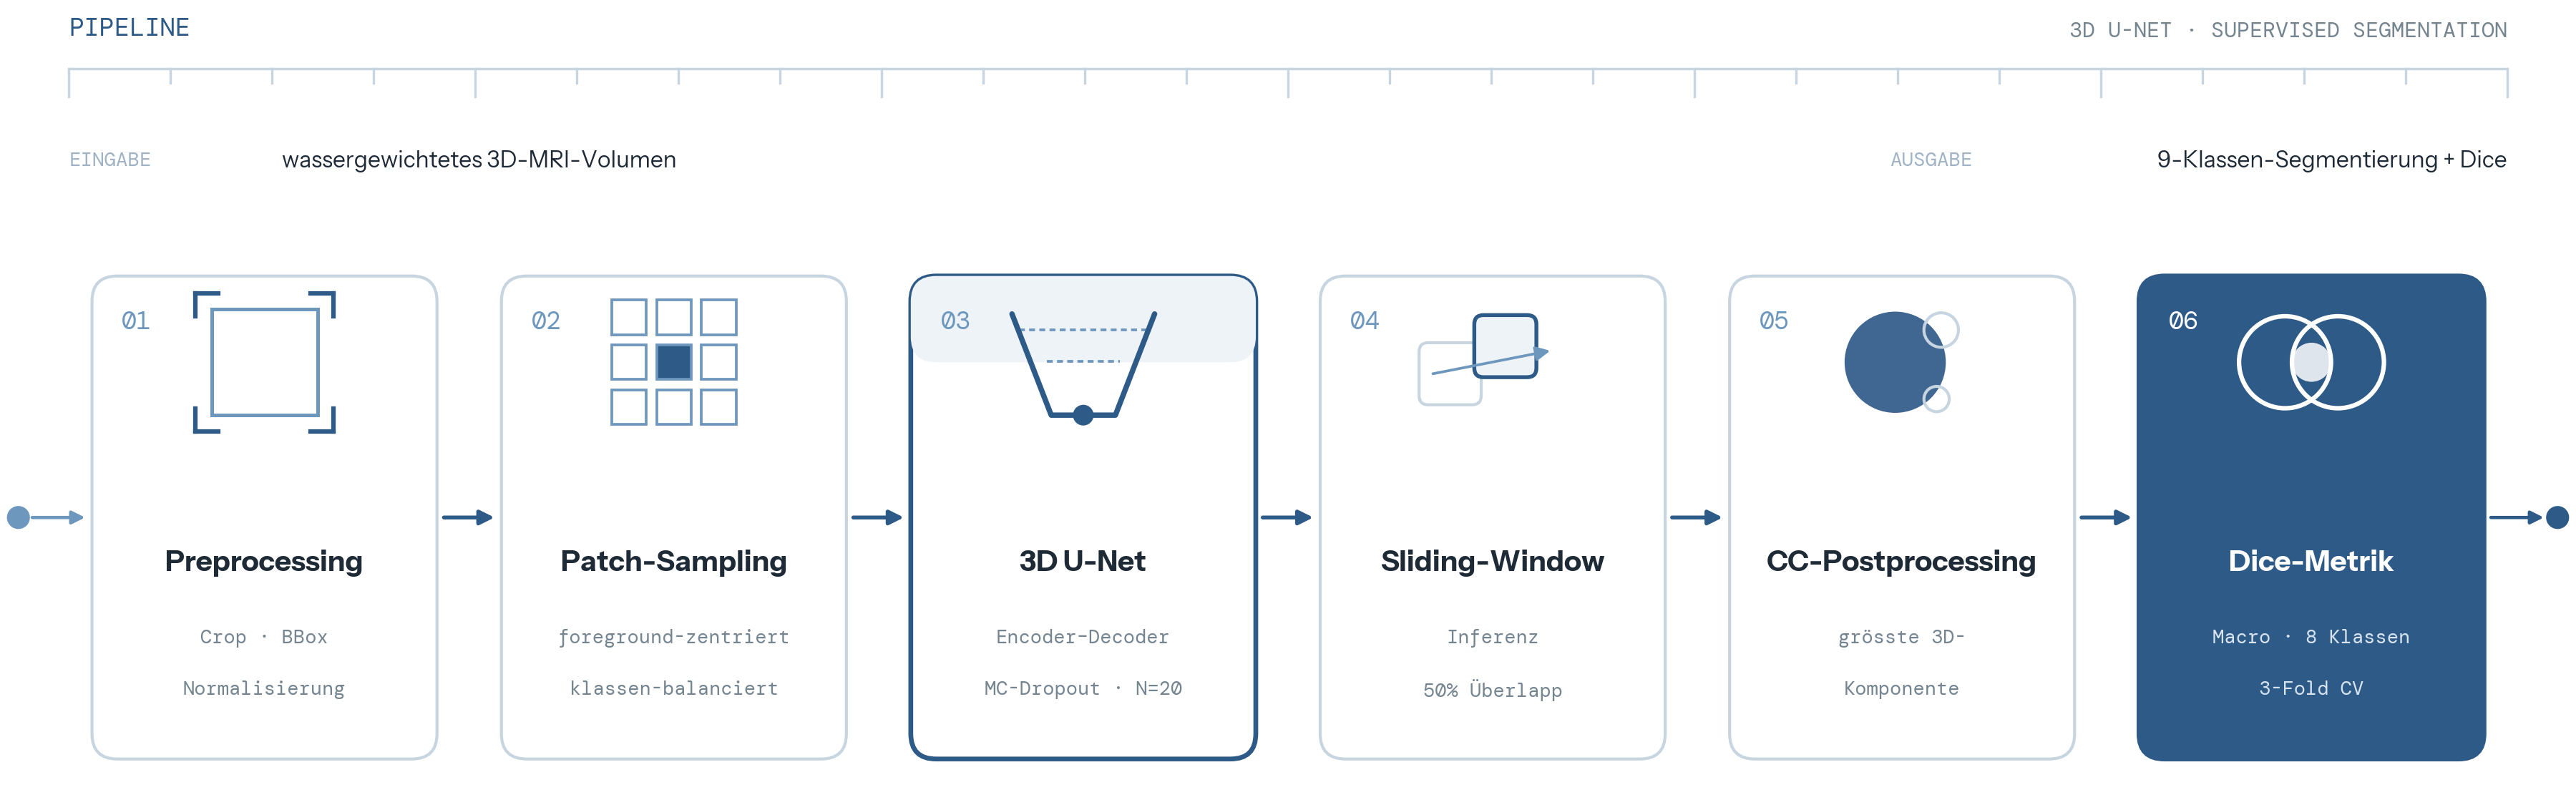 PIPELINE
3D U-NET · SUPERVISED SEGMENTATION
EINGABE
wassergewichtetes 3D-MRI-Volumen
AUSGABE
9-Klassen-Segmentierung + Dice
01
Preprocessing
Crop · BBox
Normalisierung
02
Patch-Sampling
foreground-zentriert
klassen-balanciert
03
3D U-Net
Encoder-Decoder
MC-Dropout · N=20
04
Sliding-Window
Inferenz
50% Überlapp
05
CC-Postprocessing
grösste 3D-
Komponente
06
Dice-Metrik
Macro · 8 Klassen
3-Fold CV